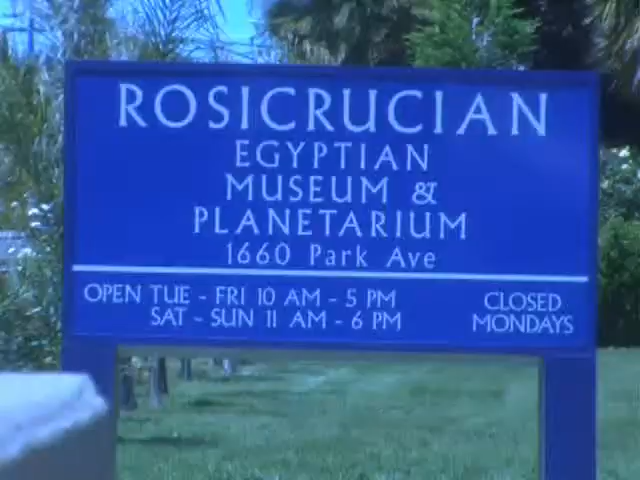 ROSICRUCIAN
EGYPTIAN
MUSEUM &
PLANETARIUM
1660 Park Ave
OPEN TUE - FRI 10 AM - 5 PM
SAT - SUN 11 AM - 6 PM
CLOSED
MONDAYS